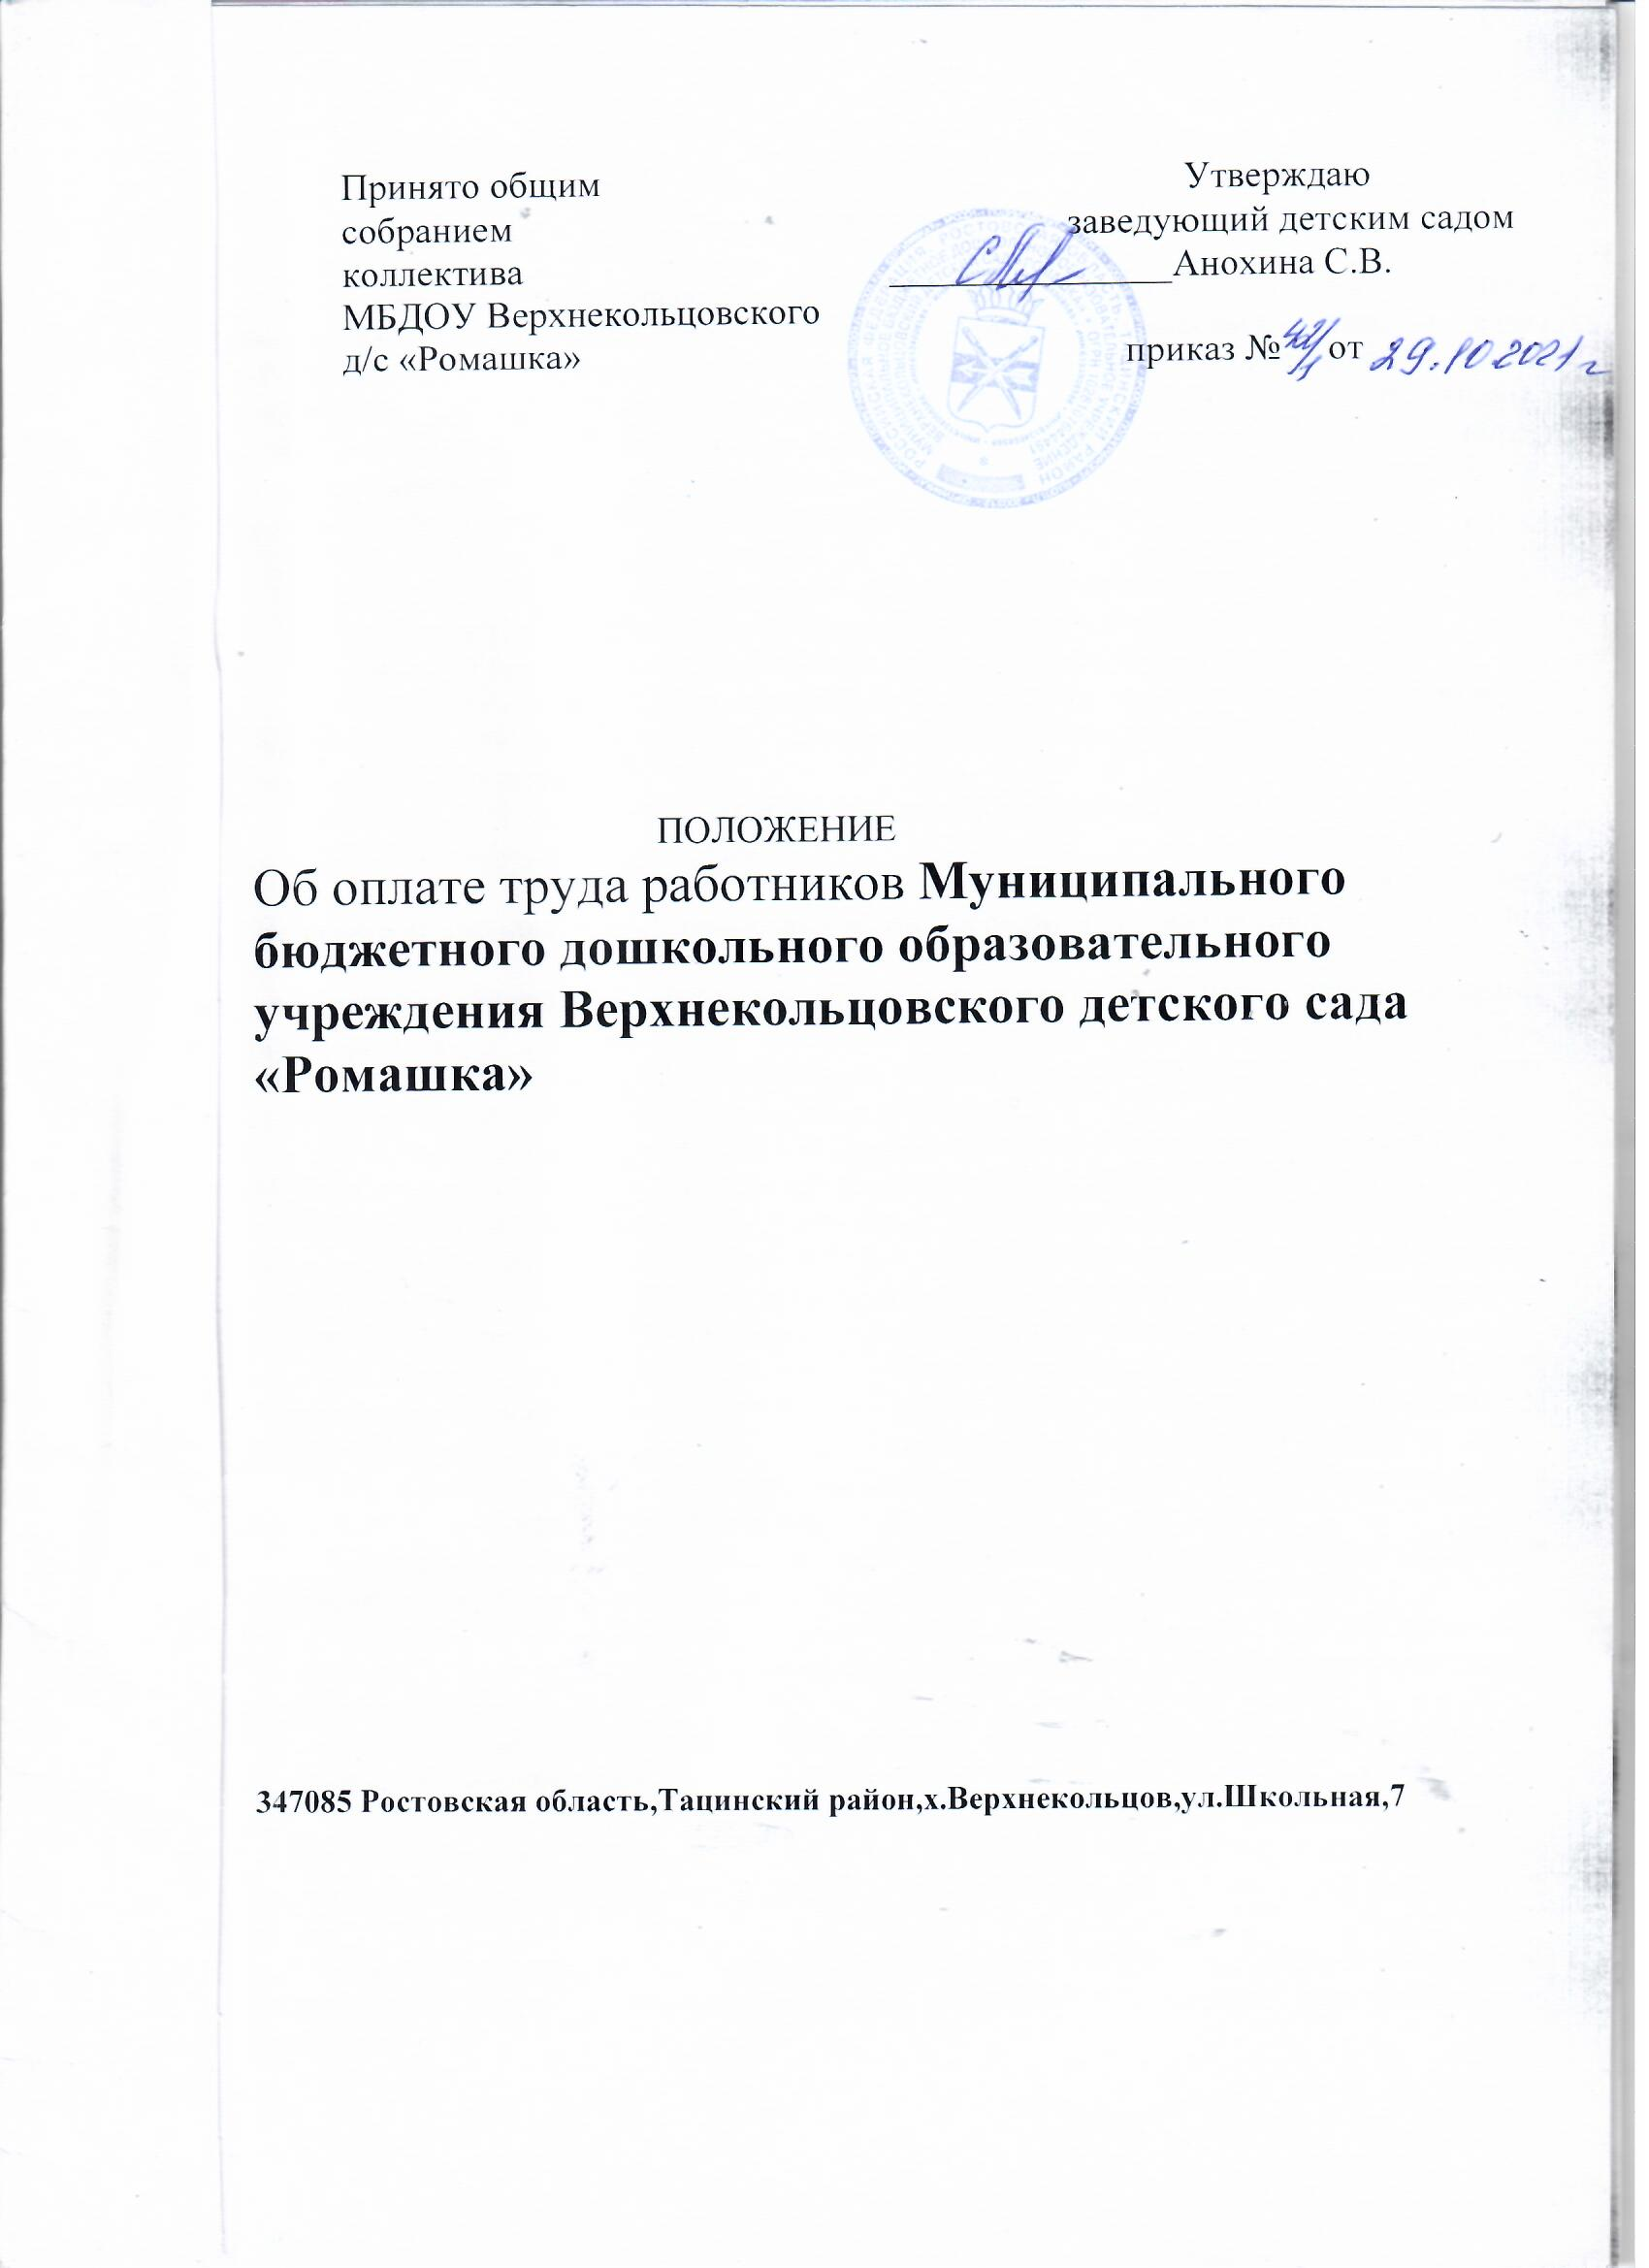 Принято общим
собранием
коллектива
МБДОУ Верхнекольцовского
д/с «Ромашка»
Утверждаю
заведующий детским садом
Анохина С.В.
приказ № от 29.10 2021 г
ПОЛОЖЕНИЕ
Об оплате труда работников Муниципального
бюджетного дошкольного образовательного
учреждения Верхнекольцовского детского сада
«Ромашка»
347085 Ростовская область,Тацинский район,х.Верхнекольцов,ул.Школьная,7